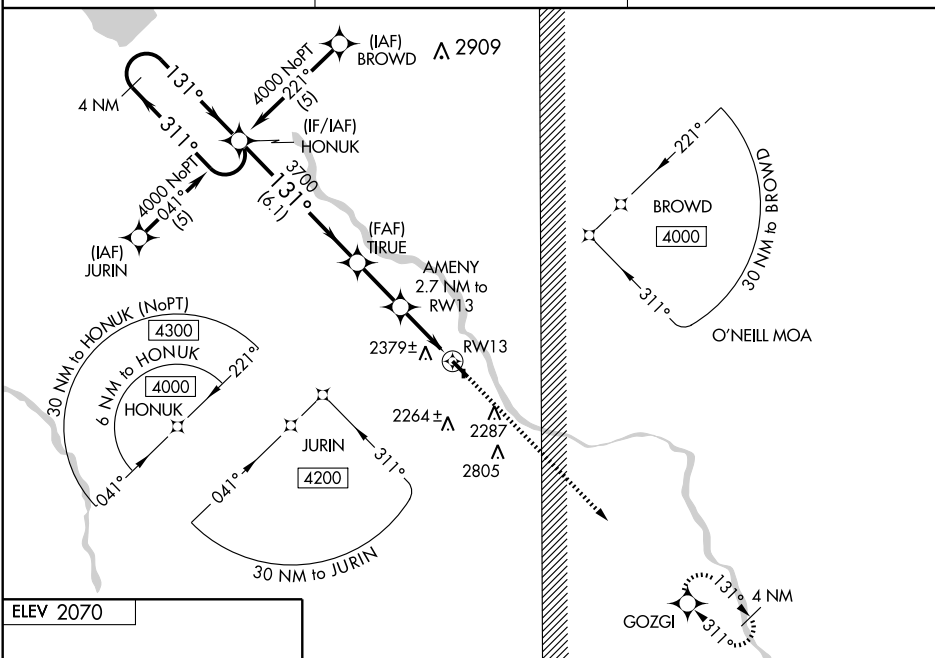 (IAF)
BROWD
2909
4000 NoPT
221°
(5)
131°
4 NM
311°
(IF/IAF)
HONUK
4000 NoPT
041°
(5)
(IAF)
JURIN
3700
131°
(6.1)
(FAF)
TIRUE
AMENY
2.7 NM to
RW13
RW13
2379±
2264±
2287
2805
221°
BROWD
4000
30 NM to BROWD
311°
O'NEILL MOA
30 NM to HONUK (NoPT)
4300
6 NM to HONUK
4000
HONUK
221°
041°
JURIN
4200
041°
311°
30 NM to JURIN
131°
4 NM
GOZGI
311°
ELEV 2070